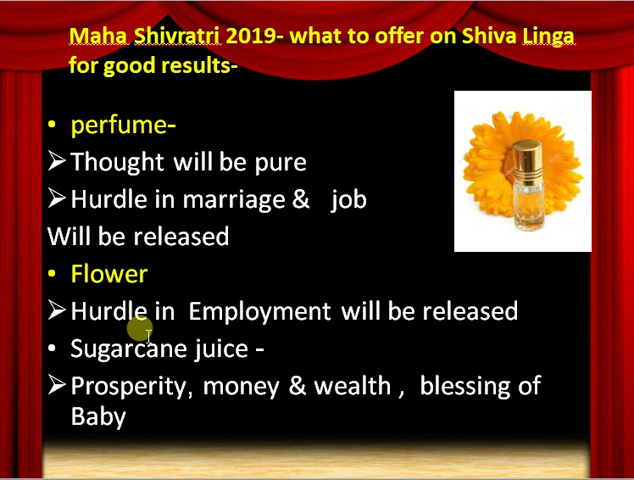 Maha Shivratri 2019- what to offer on Shiva Linga
for good results-
• perfume-
➢Thought will be pure
➢Hurdle in marriage & job
Will be released
• Flower
➢Hurdle in Employment will be released
• Sugarcane juice -
➢Prosperity, money & wealth , blessing of
Baby